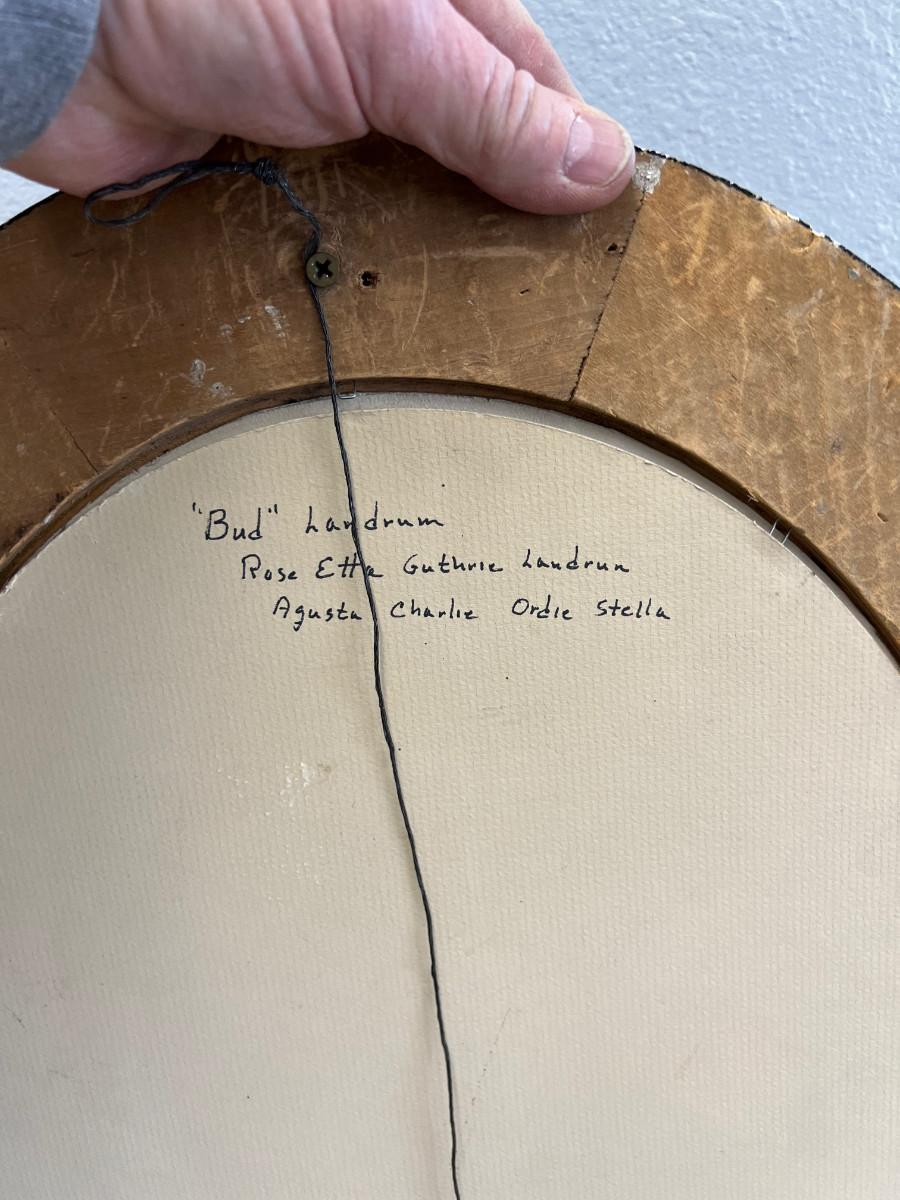 "Bud" Landrum
Rose Etta Guthrie Landrun
Agusta Charlie Ordie Stella